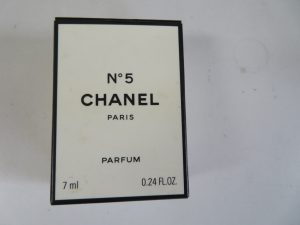 N°5
CHANEL
PARIS
PARFUM
7 ml 0.24 FL.OZ.